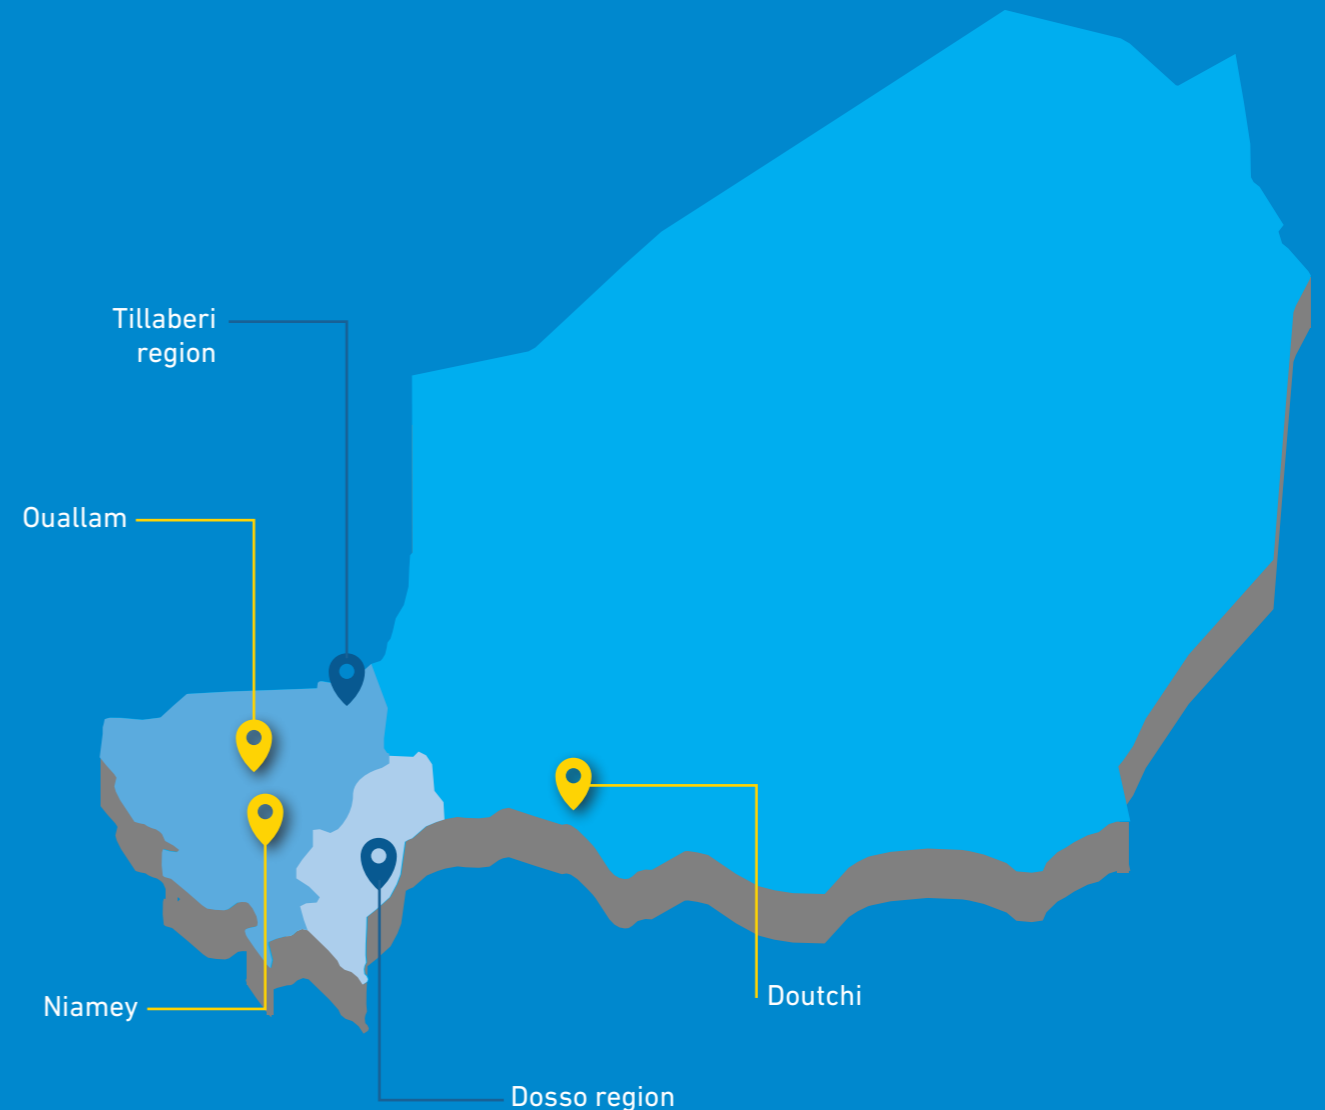 Tillaberi
region
Ouallam
Niamey
Doutchi
Dosso region